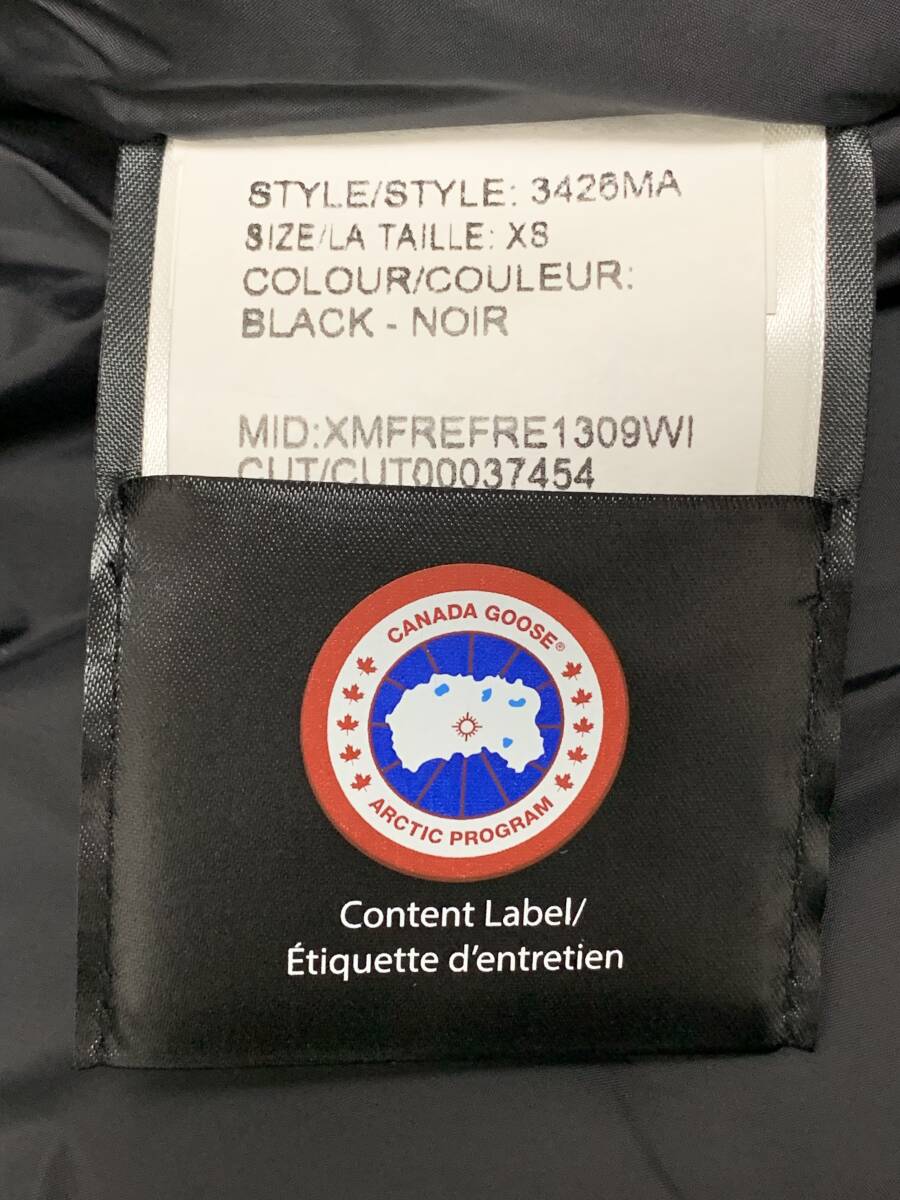 STYLE/STYLE: 3426MA
SIZE/LA TAILLE: XS
COLOUR/COULEUR:
BLACK - NOIR
MID:XMFREFRE1309WI
CUT/CUT00037454
CANADA GOOSE®
ARCTIC PROGRAM
Content Label/
Étiquette d'entretien